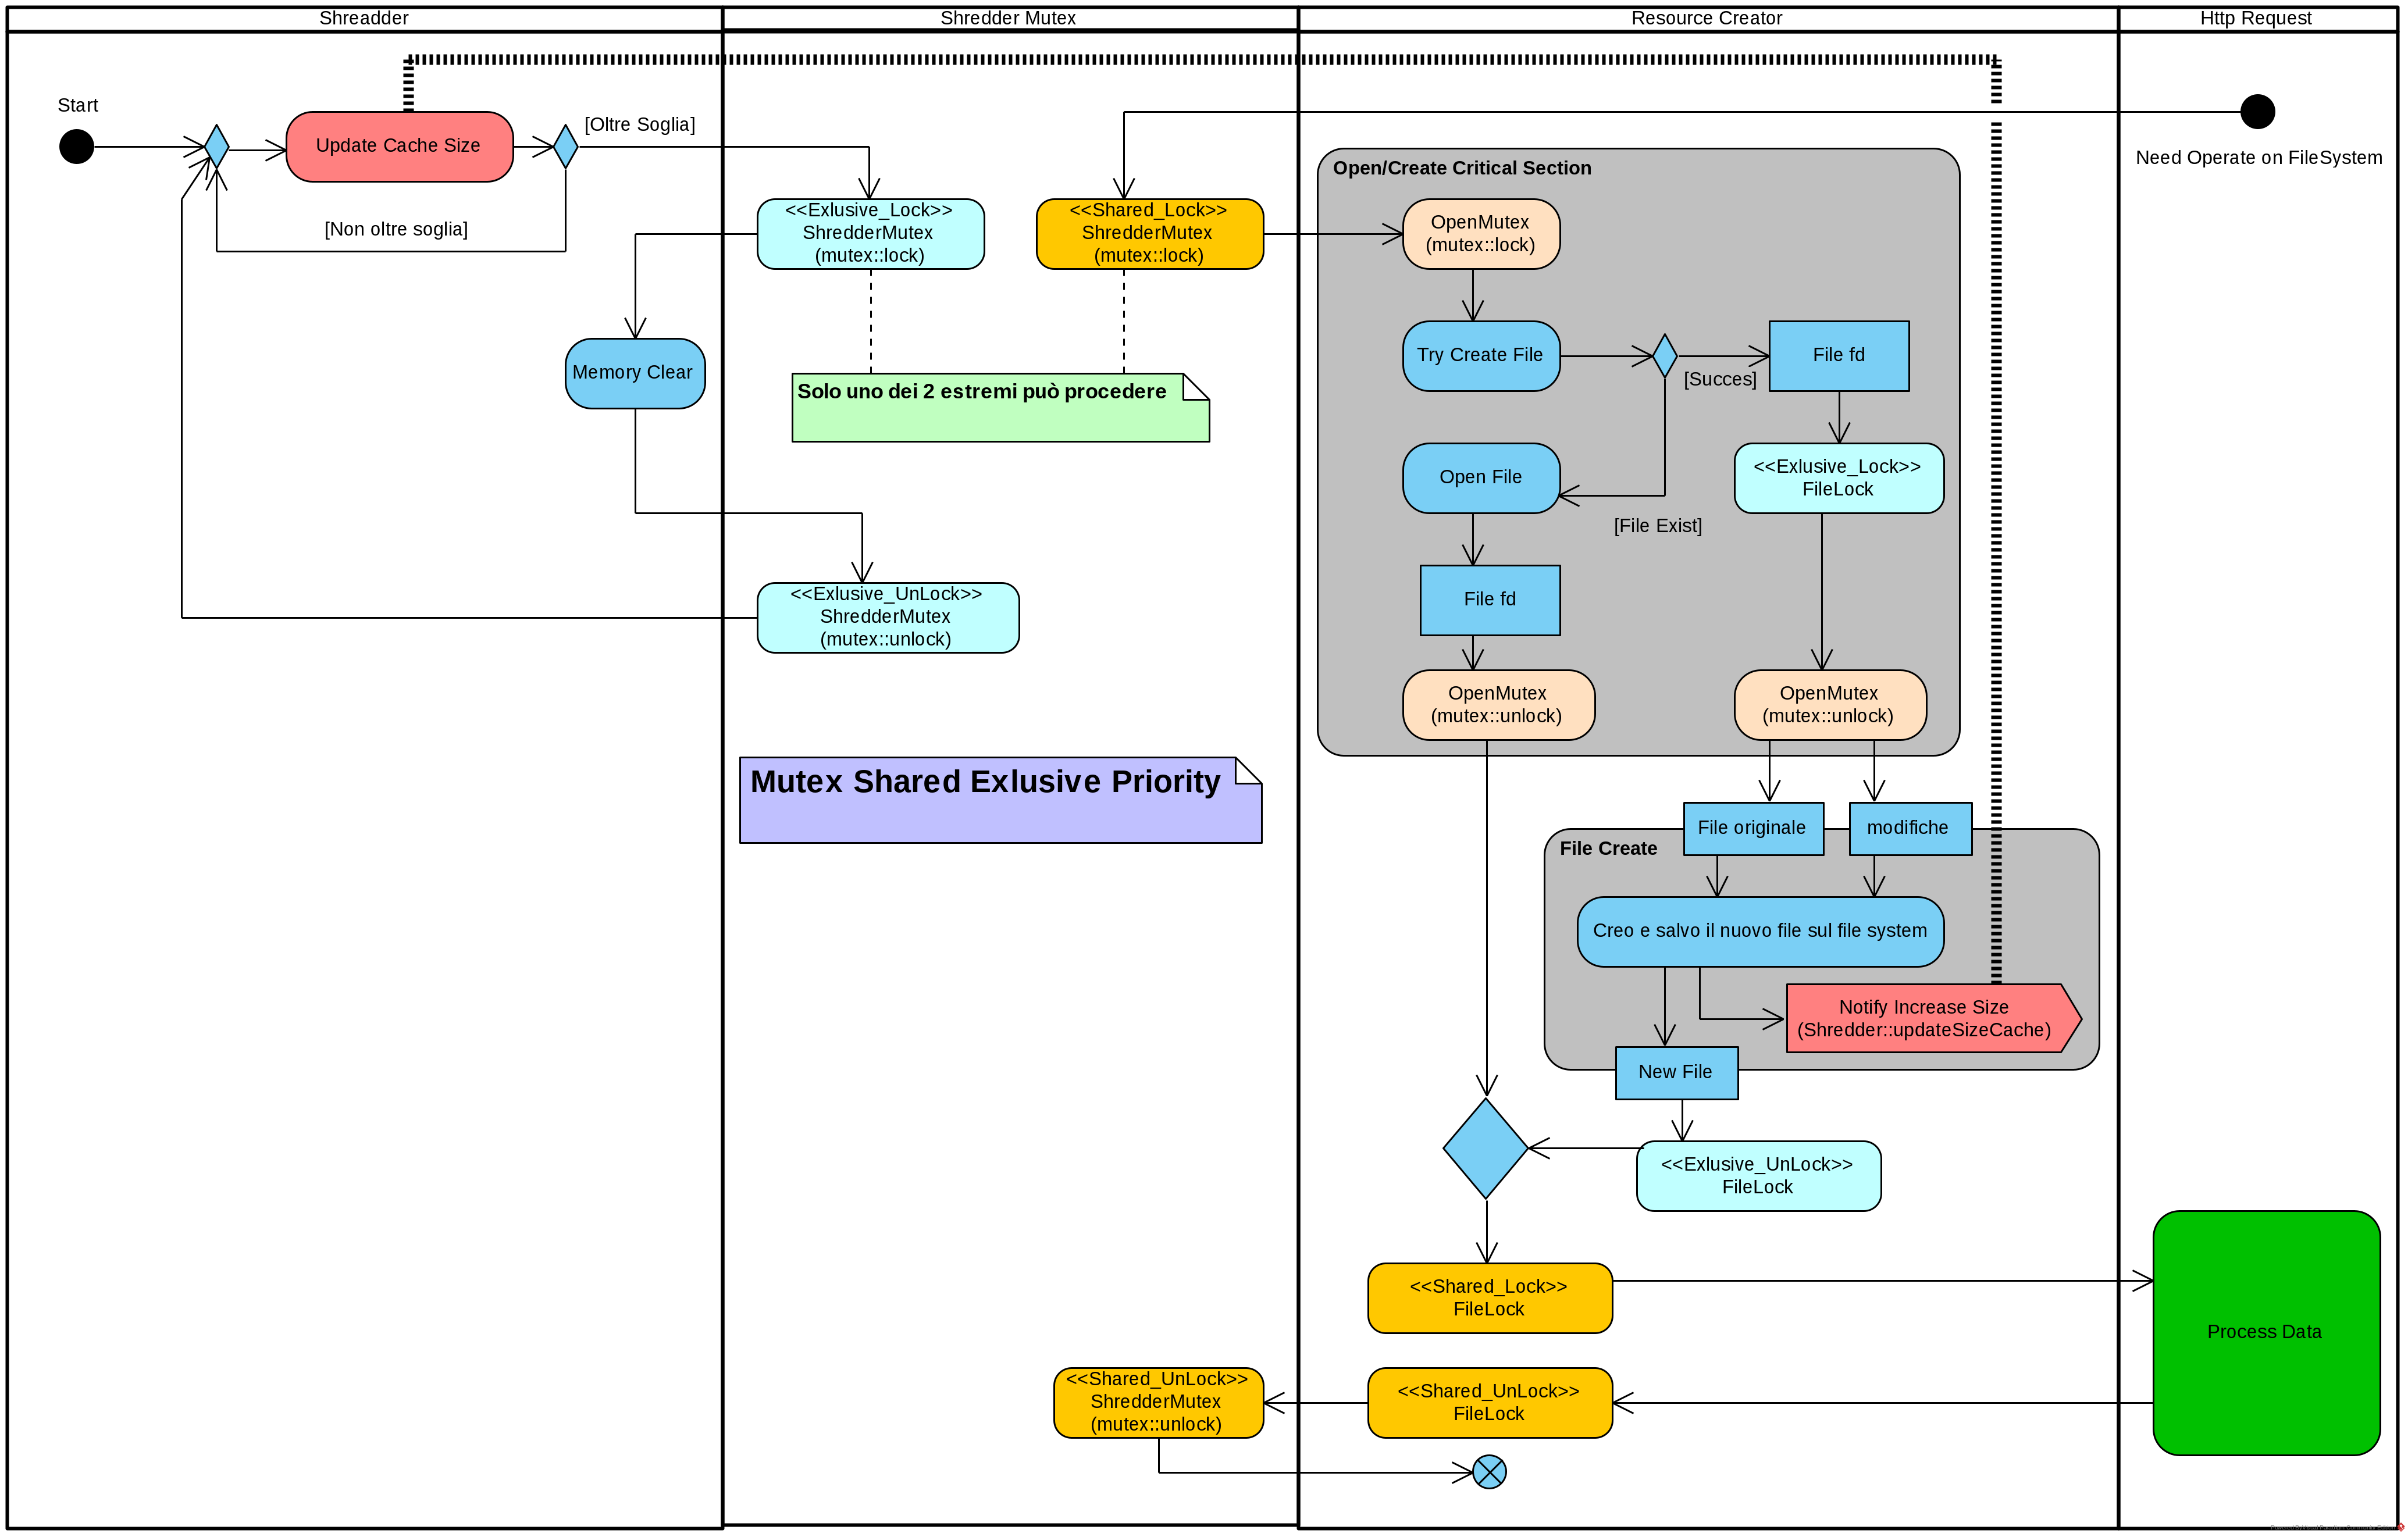 Shreadder
Shredder Mutex
Resource Creator
Http Request
Start
Update Cache Size
[Oltre Soglia]
[Non oltre soglia]
<<Exlusive_Lock>>
ShredderMutex
(mutex::lock)
<<Shared_Lock>>
ShredderMutex
(mutex::lock)
Memory Clear
Solo uno dei 2 estremi può procedere
<<Exlusive_UnLock>>
ShredderMutex
(mutex::unlock)
Mutex Shared Exlusive Priority
Need Operate on FileSystem
Open/Create Critical Section
OpenMutex
(mutex::lock)
Try Create File
[Succes]
File fd
Open File
[File Exist]
<<Exlusive_Lock>>
FileLock
File fd
OpenMutex
(mutex::unlock)
OpenMutex
(mutex::unlock)
File originale
modifiche
File Create
Creo e salvo il nuovo file sul file system
Notify Increase Size
(Shredder::updateSizeCache)
New File
<<Exlusive_UnLock>>
FileLock
<<Shared_Lock>>
FileLock
Process Data
<<Shared_UnLock>>
FileLock
<<Shared_UnLock>>
ShredderMutex
(mutex::unlock)